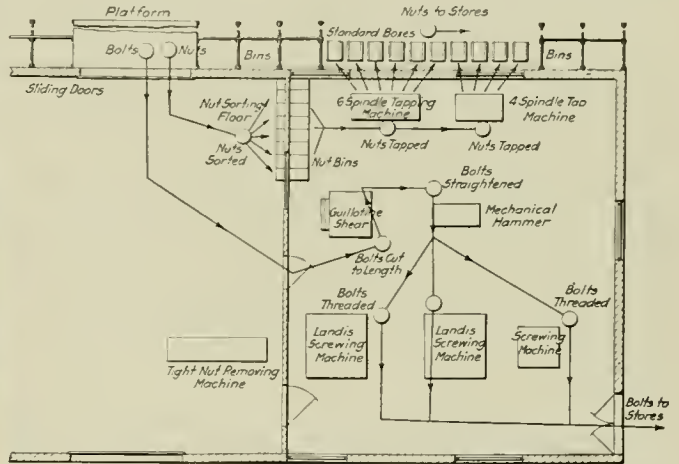 Platform
Nuts to Stores
Standard Boxes
Bolts
Nuts
Bins
Bins
Sliding Doors
Nut Sorting
Floor
Nuts
Sorted
Nut Bins
6 Spindle Tapping
Machine
4 Spindle Tap
Machine
Nuts Tapped
Nuts Tapped
Bolts
Straightened
Guillotine
Shear
Mechanical
Hammer
Bolts Cut
to Length
Bolts
Threaded
Bolts
Threaded
Landis
Screwing
Machine
Landis
Screwing
Machine
Screwing
Machine
Tight Nut Removing
Machine
Bolts to
Stores